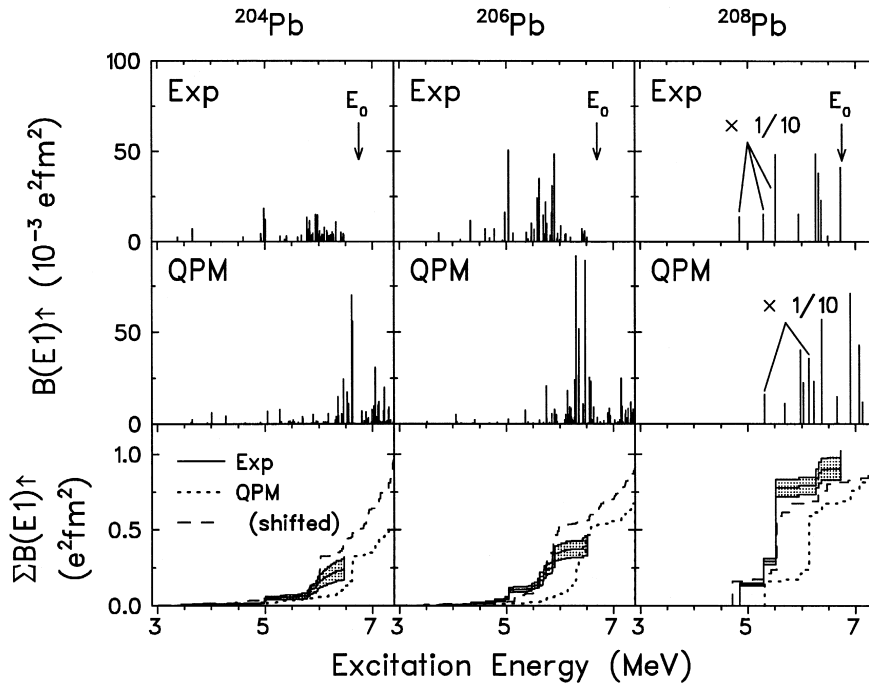 ²⁰⁴Pb ²⁰⁶Pb ²⁰⁸Pb
100
Exp Exp Exp
E₀ E₀ E₀
× 1/10
50
0
QPM QPM QPM
× 1/10
50
0
B(E1)↑ (10⁻³ e²fm²)
1.0
Exp
QPM
(shifted)
0.5
0.0
ΣB(E1)↑
(e²fm²)
3 5 7 3 5 7 3 5 7
Excitation Energy (MeV)